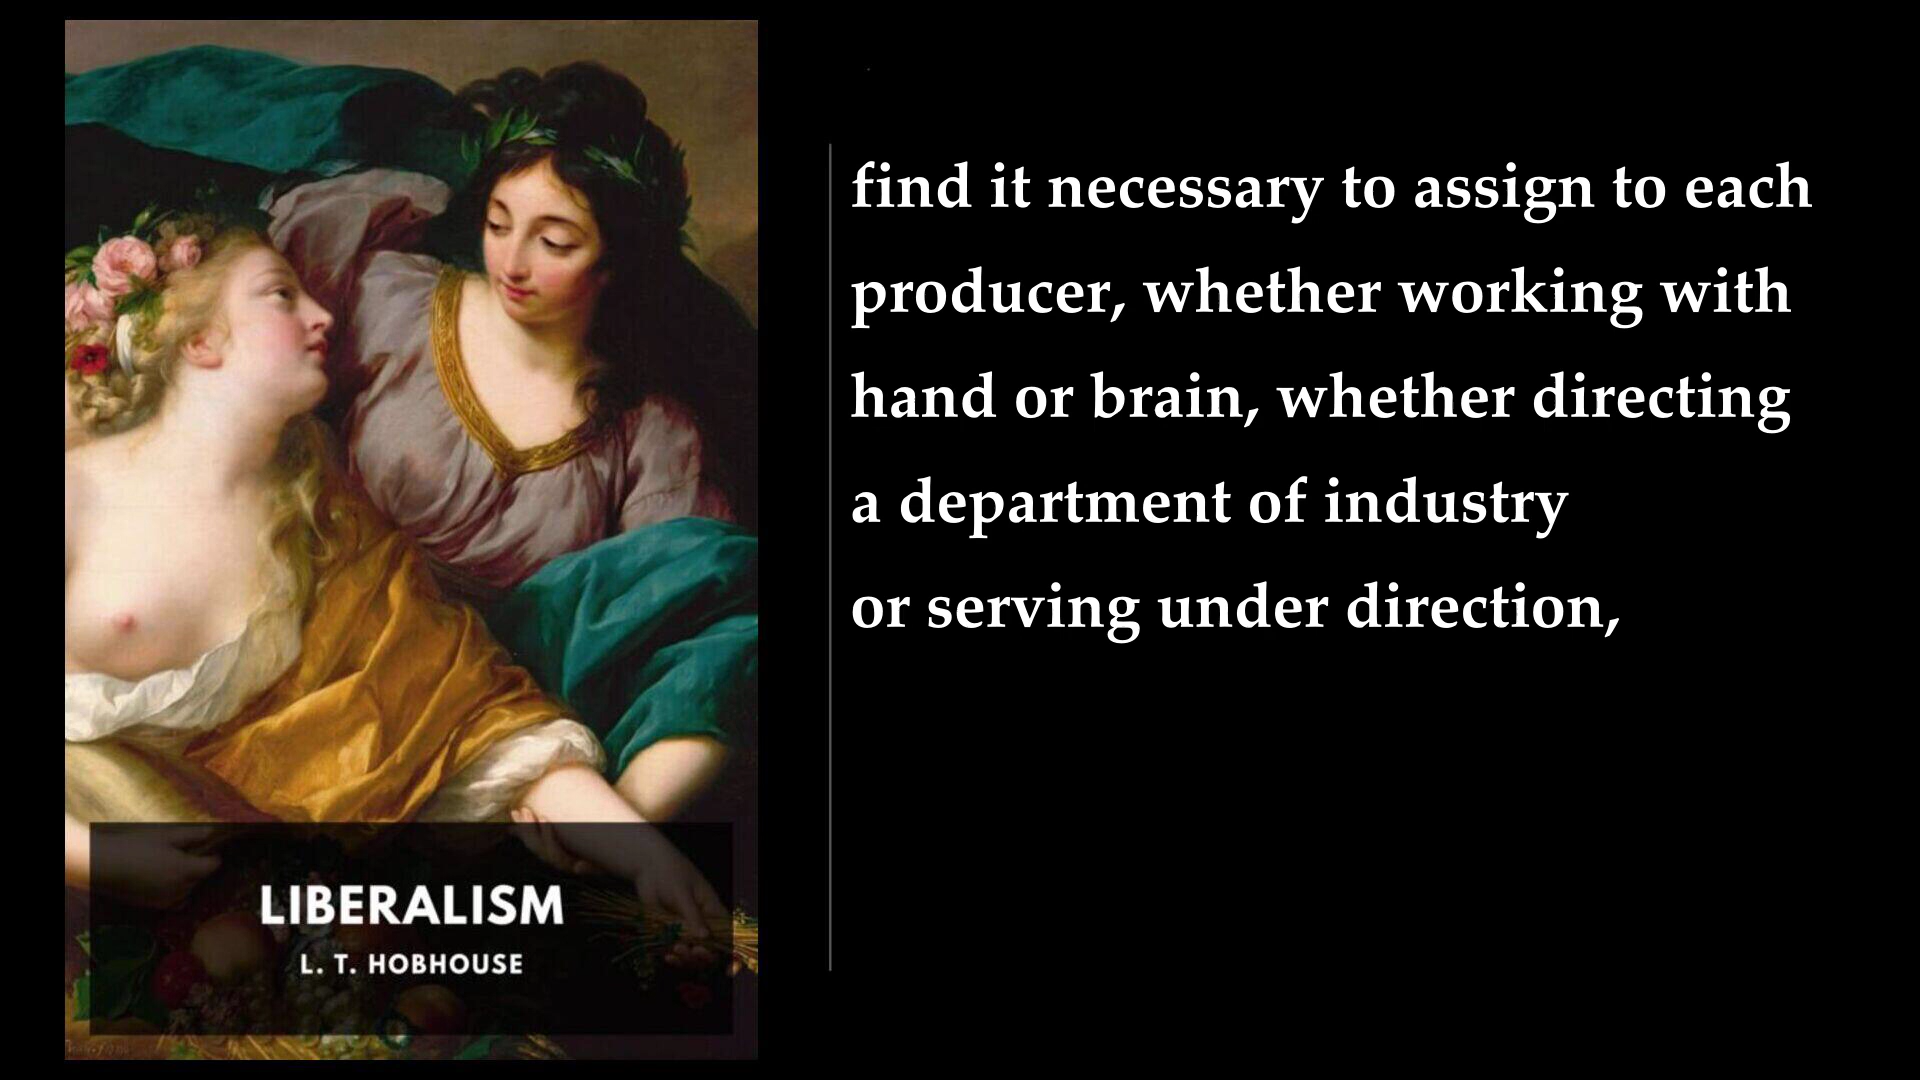 find it necessary to assign to each
producer, whether working with
hand or brain, whether directing
a department of industry
or serving under direction,
LIBERALISM
L. T. HOBHOUSE